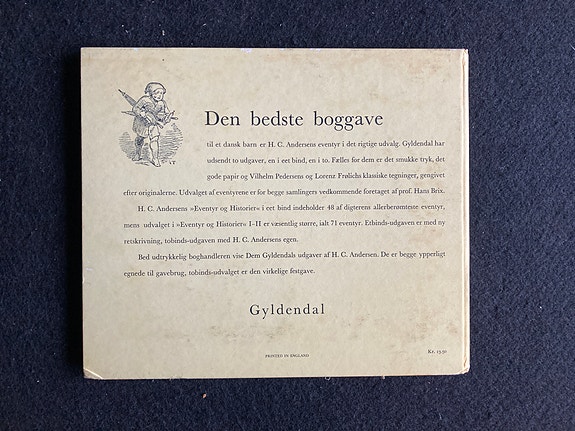 Den bedste boggave
til et dansk barn er H. C. Andersens eventyr i det rigtige udvalg. Gyldendal har
udsendt to udgaver, en i eet bind, en i to. Fælles for dem er det smukke tryk, det
gode papir og Vilhelm Pedersens og Lorenz Frølichs klassiske tegninger, gengivet
efter originalerne. Udvalget af eventyrene er for begge samlingers vedkommende foretaget af prof. Hans Brix.
H. C. Andersens »Eventyr og Historier« i eet bind indeholder 48 af digterens allerberømteste eventyr,
mens udvalget i »Eventyr og Historier« I–II er væsentlig større, ialt 71 eventyr. Etbinds-udgaven er med ny
retskrivning, tobinds-udgaven med H. C. Andersens egen.
Bed udtrykkelig boghandleren vise Dem Gyldendals udgaver af H. C. Andersen. De er begge ypperligt
egnede til gavebrug, tobinds-udvalget er den virkelige festgave.
Gyldendal
PRINTED IN ENGLAND
Kr. 13.50